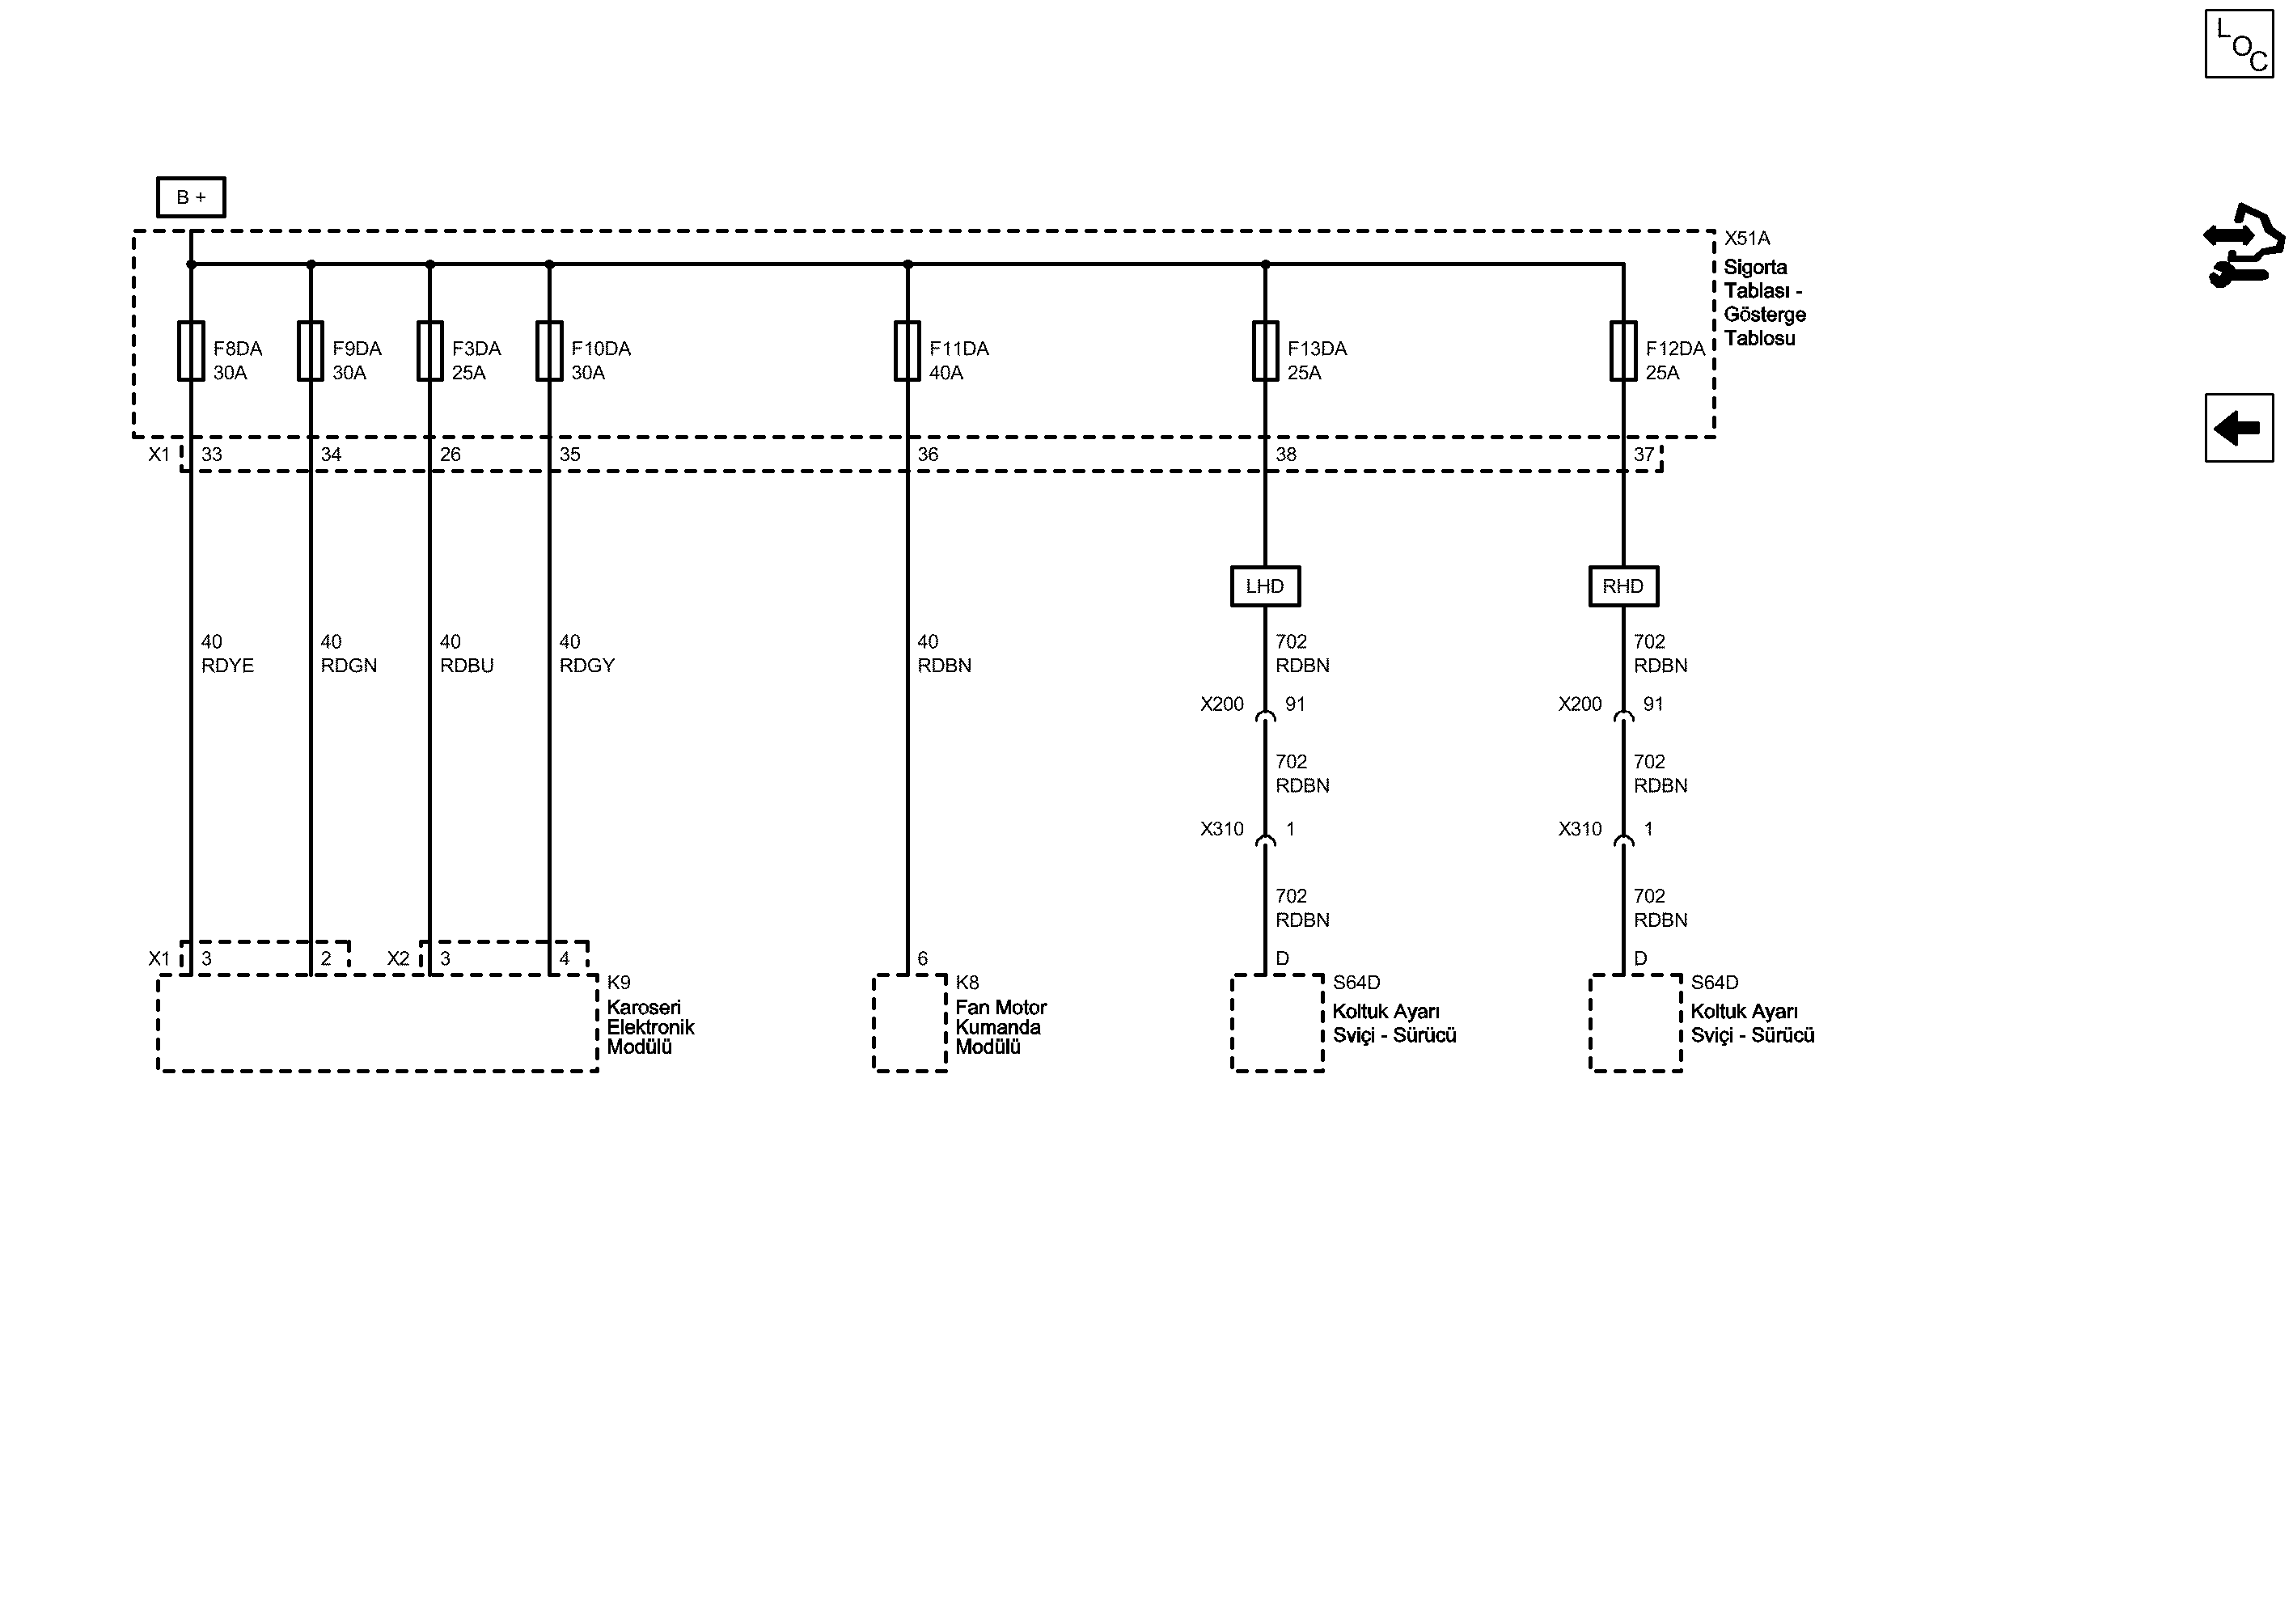 L
O
C
B +
X51A
Sigorta
Tablası -
Gösterge
Tablosu
F8DA
30A
F9DA
30A
F3DA
25A
F10DA
30A
F11DA
40A
F13DA
25A
F12DA
25A
X1 33 34 26 35 36 38 37
LHD
RHD
40
RDYE
40
RDGN
40
RDBU
40
RDGY
40
RDBN
702
RDBN
702
RDBN
X200 91
X200 91
702
RDBN
702
RDBN
X310 1
X310 1
702
RDBN
702
RDBN
X1 3 2 X2 3 4 6 D D
K9
Karoseri
Elektronik
Modülü
K8
Fan Motor
Kumanda
Modülü
S64D
Koltuk Ayarı
Sviçi - Sürücü
S64D
Koltuk Ayarı
Sviçi - Sürücü